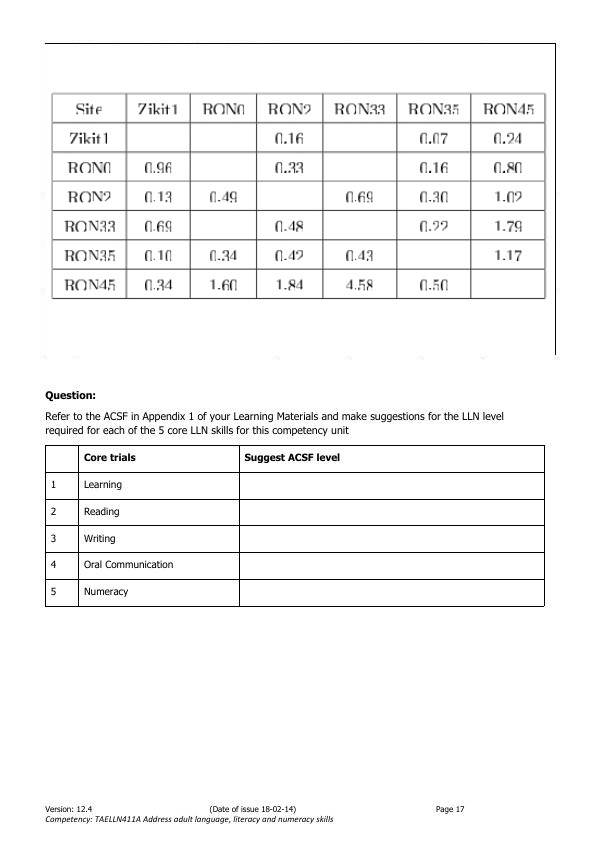 Site Zikit1 RON0 RON2 RON33 RON35 RON45
Zikit1 0.16 0.07 0.24
RON0 0.96 0.33 0.16 0.80
RON2 0.13 0.49 0.69 0.30 1.02
RON33 0.69 0.48 0.22 1.79
RON35 0.10 0.34 0.42 0.43 1.17
RON45 0.34 1.60 1.84 4.58 0.50
Question:
Refer to the ACSF in Appendix 1 of your Learning Materials and make suggestions for the LLN level
required for each of the 5 core LLN skills for this competency unit
Core trials Suggest ACSF level
1 Learning
2 Reading
3 Writing
4 Oral Communication
5 Numeracy
Version: 12.4 (Date of issue 18-02-14) Page 17
Competency: TAELLN411A Address adult language, literacy and numeracy skills